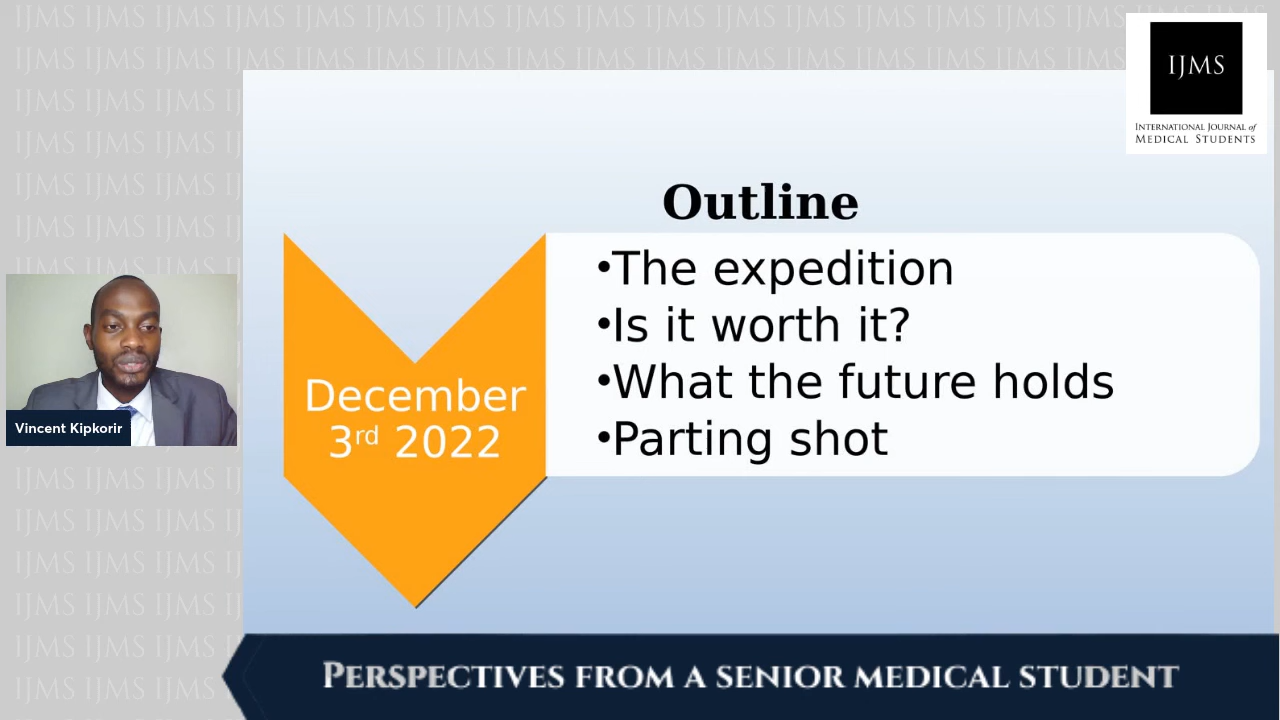 IJMS
INTERNATIONAL JOURNAL of
MEDICAL STUDENTS
Outline
•The expedition
•Is it worth it?
•What the future holds
•Parting shot
December
3rd 2022
Vincent Kipkorir
PERSPECTIVES FROM A SENIOR MEDICAL STUDENT